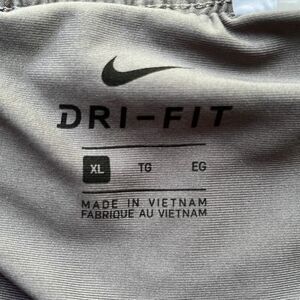 DRI-FIT
XL TG EG
MADE IN VIETNAM
FABRIQUE AU VIETNAM